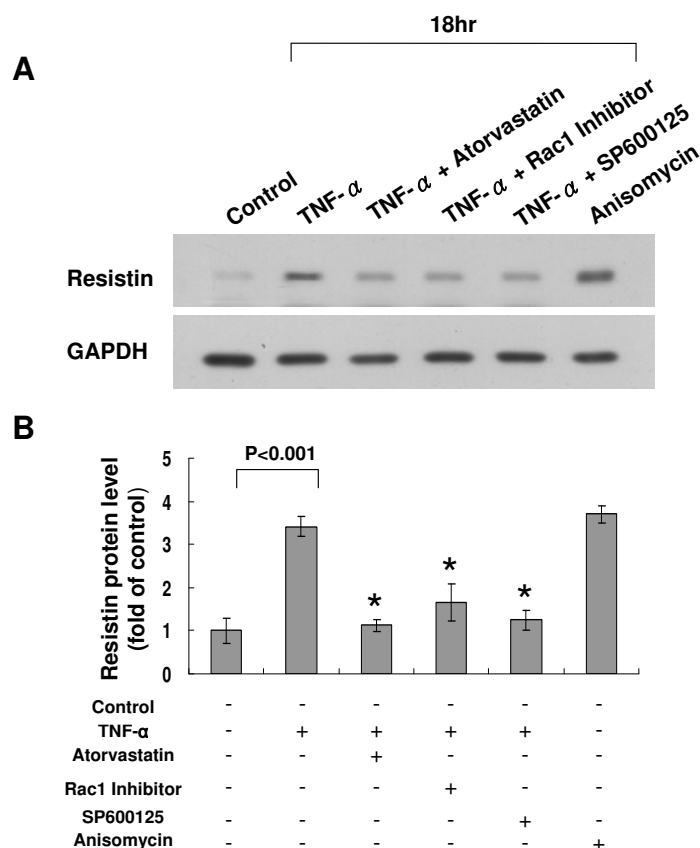 18hr
A
Control
TNF-α
TNF-α + Atorvastatin
TNF-α + Rac1 Inhibitor
TNF-α + SP600125
Anisomycin
Resistin
GAPDH
B
P<0.001
Resistin protein level
(fold of control)
5
4
3
2
1
0
* * *
Control - - - - - -
TNF-α - + + + + -
Atorvastatin - - + - - -
Rac1 Inhibitor - - - + - -
SP600125 - - - - + -
Anisomycin - - - - - +